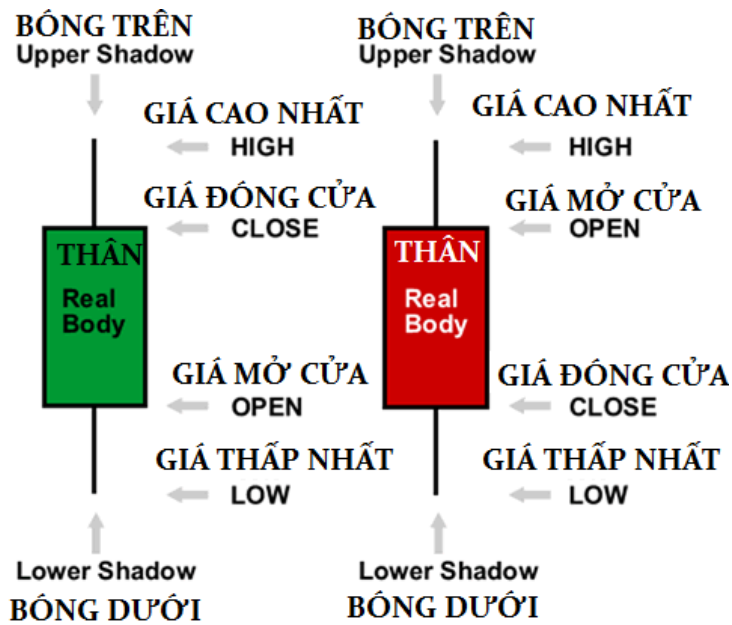 BÓNG TRÊN
Upper Shadow
GIÁ CAO NHẤT
HIGH
GIÁ ĐÓNG CỬA
CLOSE
THÂN
Real
Body
GIÁ MỞ CỬA
OPEN
GIÁ THẤP NHẤT
LOW
Lower Shadow
BÓNG DƯỚI
BÓNG TRÊN
Upper Shadow
GIÁ CAO NHẤT
HIGH
GIÁ MỞ CỬA
OPEN
THÂN
Real
Body
GIÁ ĐÓNG CỬA
CLOSE
GIÁ THẤP NHẤT
LOW
Lower Shadow
BÓNG DƯỚI